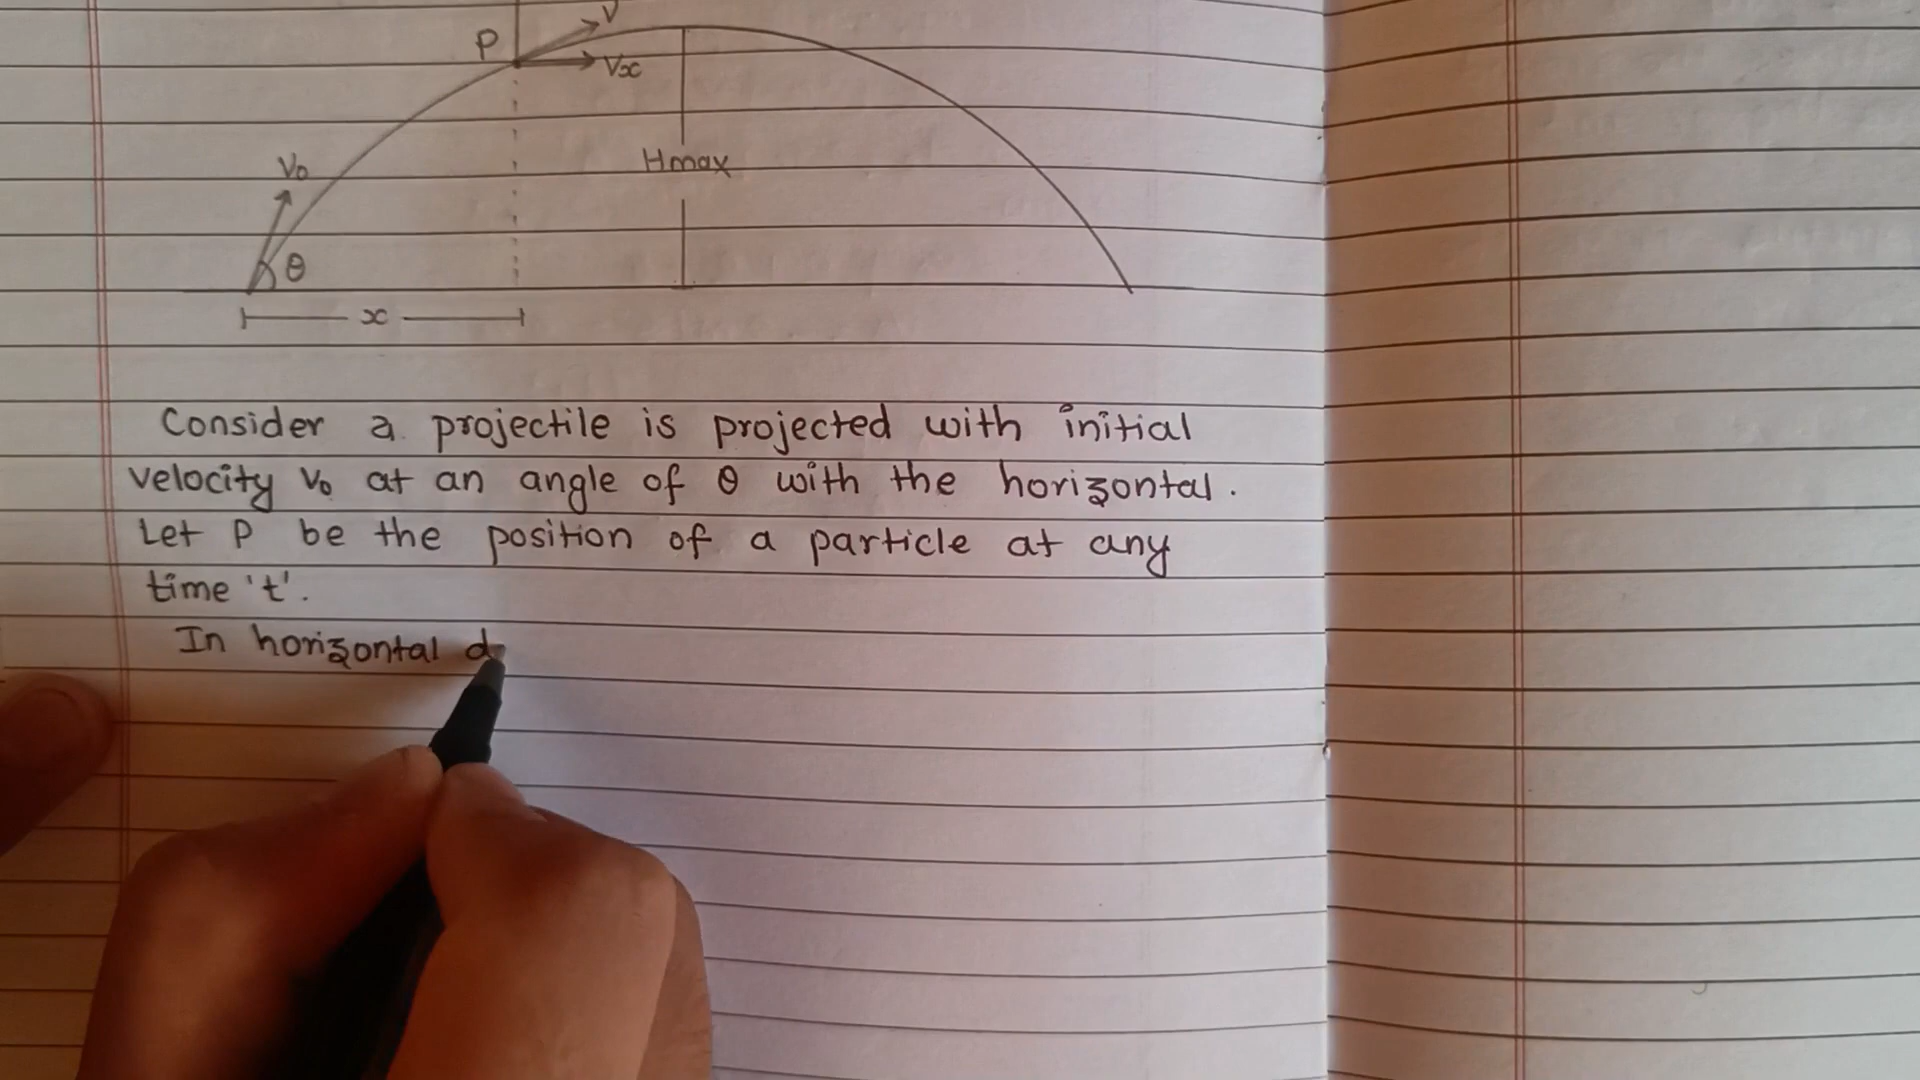 V
P
Vx
V0
Hmax
θ
x
Consider a projectile is projected with initial
velocity V0 at an angle of θ with the horizontal.
Let P be the position of a particle at any
time 't'.
In horizontal d